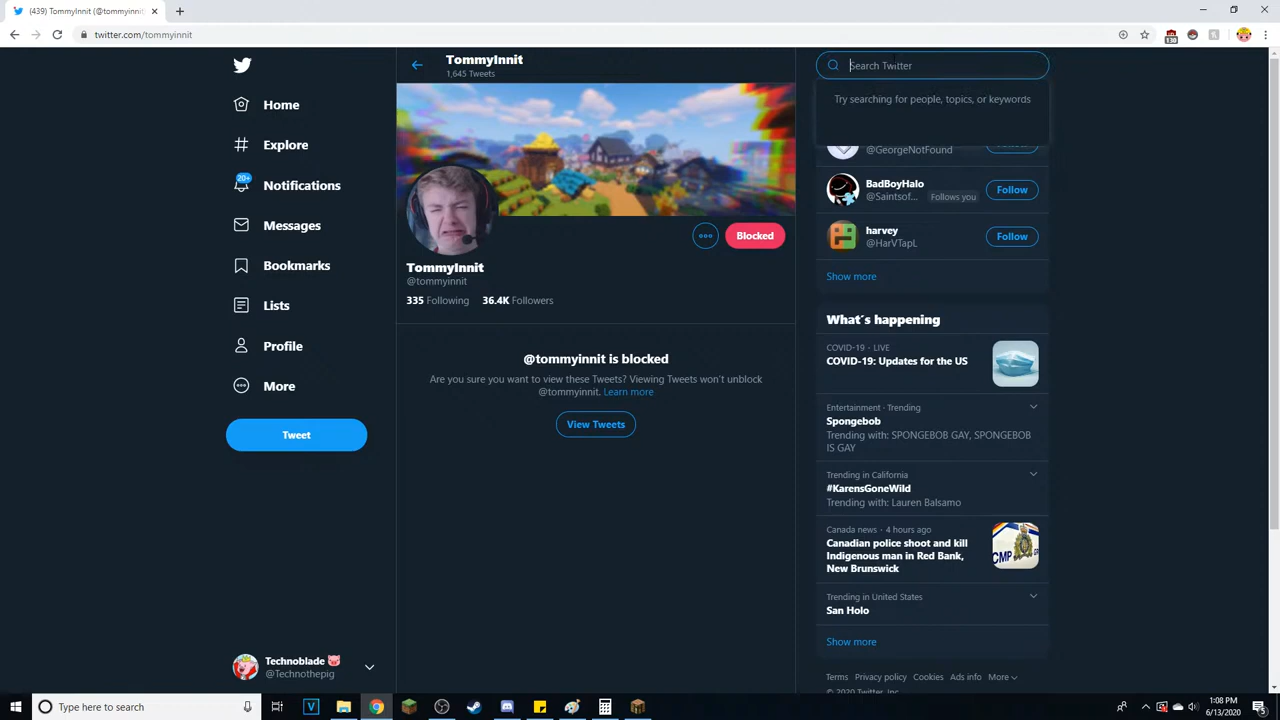 (439) TommyInnit (@tommyinnit)
twitter.com/tommyinnit
130
TommyInnit
1,645 Tweets
Search Twitter
Try searching for people, topics, or keywords
Home
Explore
20+
Notifications
Messages
Bookmarks
Lists
Profile
More
Tweet
Technoblade
@Technothepig
Blocked
TommyInnit
@tommyinnit
335 Following 36.4K Followers
@tommyinnit is blocked
Are you sure you want to view these Tweets? Viewing Tweets won't unblock
@tommyinnit. Learn more
View Tweets
@GeorgeNotFound
Follow
BadBoyHalo
@Saintsof... Follows you
Follow
harvey
@HarVTapL
Follow
Show more
What´s happening
COVID-19 · LIVE
COVID-19: Updates for the US
Entertainment · Trending
Spongebob
Trending with: SPONGEBOB GAY, SPONGEBOB
IS GAY
Trending in California
#KarensGoneWild
Trending with: Lauren Balsamo
Canada news · 4 hours ago
Canadian police shoot and kill
Indigenous man in Red Bank,
New Brunswick
Trending in United States
San Holo
Show more
Terms Privacy policy Cookies Ads info More
© 2020 Twitter, Inc.
Type here to search
1:08 PM
6/13/2020
5